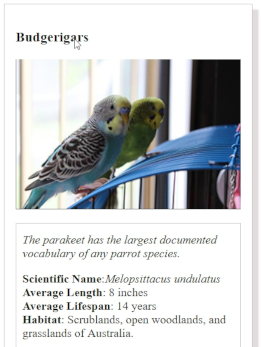 Budgerigars
The parakeet has the largest documented
vocabulary of any parrot species.
Scientific Name:Melopsittacus undulatus
Average Length: 8 inches
Average Lifespan: 14 years
Habitat: Scrublands, open woodlands, and
grasslands of Australia.